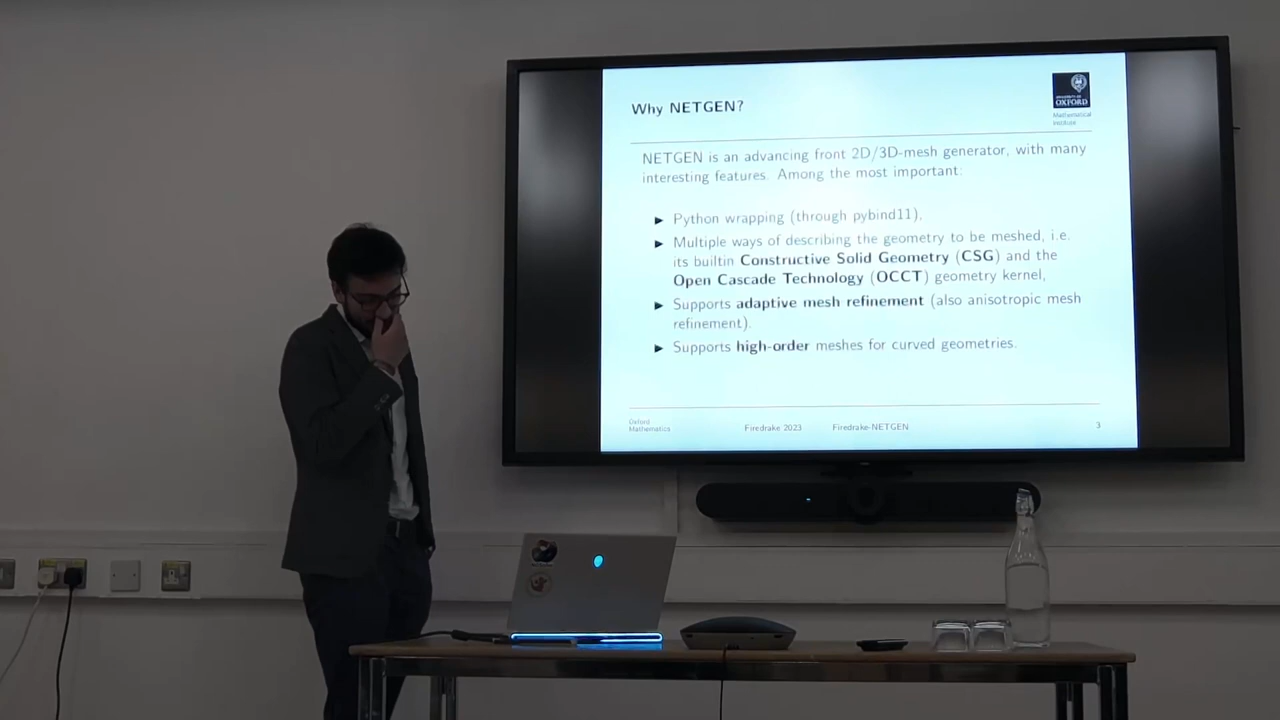 Why NETGEN?
UNIVERSITY OF
OXFORD
Mathematical
Institute
NETGEN is an advancing front 2D/3D-mesh generator, with many
interesting features. Among the most important:
► Python wrapping (through pybind11),
► Multiple ways of describing the geometry to be meshed, i.e.
its builtin Constructive Solid Geometry (CSG) and the
Open Cascade Technology (OCCT) geometry kernel,
► Supports adaptive mesh refinement (also anisotropic mesh
refinement).
► Supports high-order meshes for curved geometries.
Oxford
Mathematics
Firedrake 2023 Firedrake-NETGEN 3